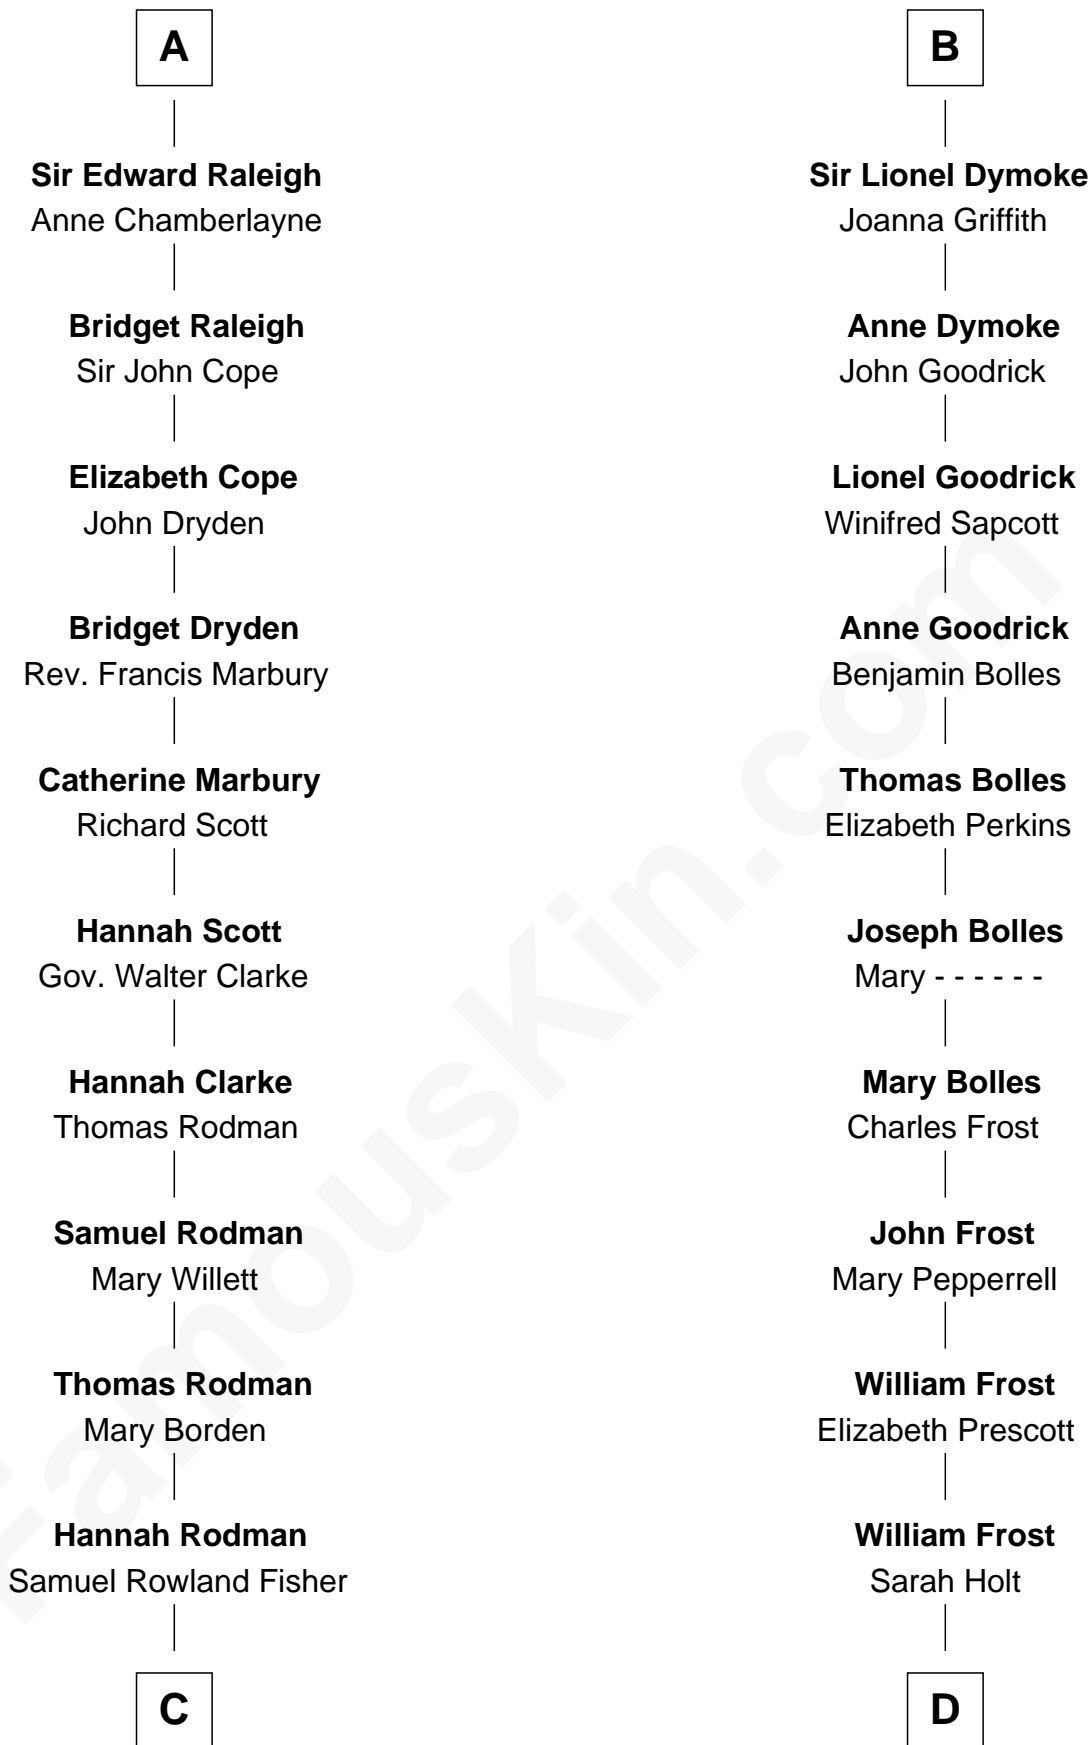 A
Sir Edward Raleigh
Anne Chamberlayne
Bridget Raleigh
Sir John Cope
Elizabeth Cope
John Dryden
Bridget Dryden
Rev. Francis Marbury
Catherine Marbury
Richard Scott
Hannah Scott
Gov. Walter Clarke
Hannah Clarke
Thomas Rodman
Samuel Rodman
Mary Willett
Thomas Rodman
Mary Borden
Hannah Rodman
Samuel Rowland Fisher
C
B
Sir Lionel Dymoke
Joanna Griffith
Anne Dymoke
John Goodrick
Lionel Goodrick
Winifred Sapcott
Anne Goodrick
Benjamin Bolles
Thomas Bolles
Elizabeth Perkins
Joseph Bolles
Mary - - - - - -
Mary Bolles
Charles Frost
John Frost
Mary Pepperrell
William Frost
Elizabeth Prescott
William Frost
Sarah Holt
D
FamousKin.com